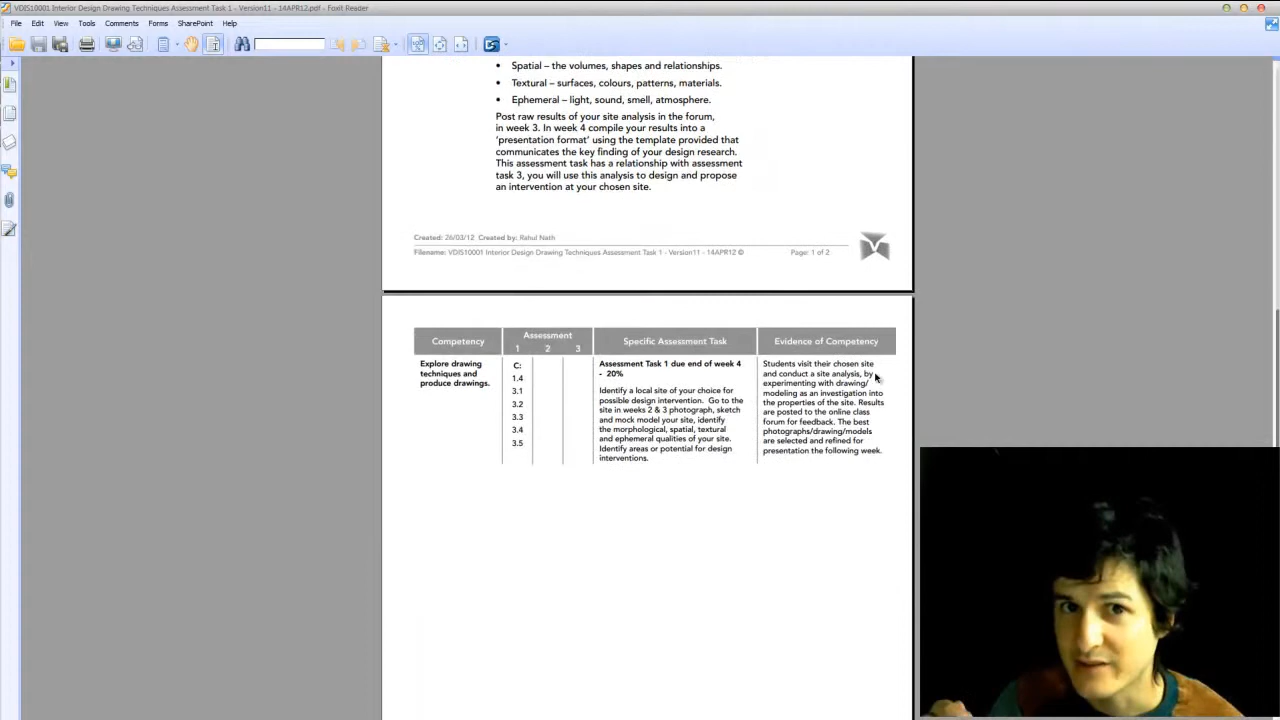 VDIS10001 Interior Design Drawing Techniques Assessment Task 1 - Version11 - 14APR12.pdf - Foxit Reader
File Edit View Tools Comments Forms SharePoint Help
• Spatial – the volumes, shapes and relationships.
• Textural – surfaces, colours, patterns, materials.
• Ephemeral – light, sound, smell, atmosphere.
Post raw results of your site analysis in the forum,
in week 3. In week 4 compile your results into a
‘presentation format’ using the template provided that
communicates the key finding of your design research.
This assessment task has a relationship with assessment
task 3, you will use this analysis to design and propose
an intervention at your chosen site.
Created: 26/03/12 Created by: Rahul Nath
Filename: VDIS10001 Interior Design Drawing Techniques Assessment Task 1 - Version11 - 14APR12 ©
Page: 1 of 2
Competency
Assessment
1 2 3
Specific Assessment Task
Evidence of Competency
Explore drawing
techniques and
produce drawings.
C:
1.4
3.1
3.2
3.3
3.4
3.5
Assessment Task 1 due end of week 4
- 20%
Identify a local site of your choice for
possible design intervention. Go to the
site in weeks 2 & 3 photograph, sketch
and mock model your site, identify
the morphological, spatial, textural
and ephemeral qualities of your site.
Identify areas or potential for design
interventions.
Students visit their chosen site
and conduct a site analysis, by
experimenting with drawing/
modeling as an investigation into
the properties of the site. Results
are posted to the online class
forum for feedback. The best
photographs/drawing/models
are selected and refined for
presentation the following week.